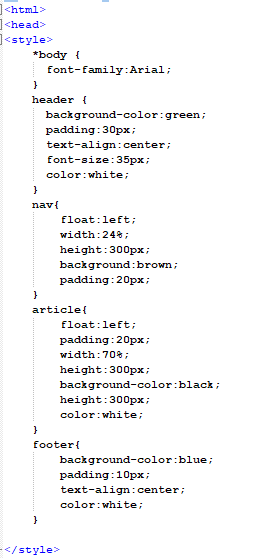 <html>
<head>
<style>
*body {
font-family:Arial;
}
header {
background-color:green;
padding:30px;
text-align:center;
font-size:35px;
color:white;
}
nav{
float:left;
width:24%;
height:300px;
background:brown;
padding:20px;
}
article{
float:left;
padding:20px;
width:70%;
height:300px;
background-color:black;
height:300px;
color:white;
}
footer{
background-color:blue;
padding:10px;
text-align:center;
color:white;
}
</style>